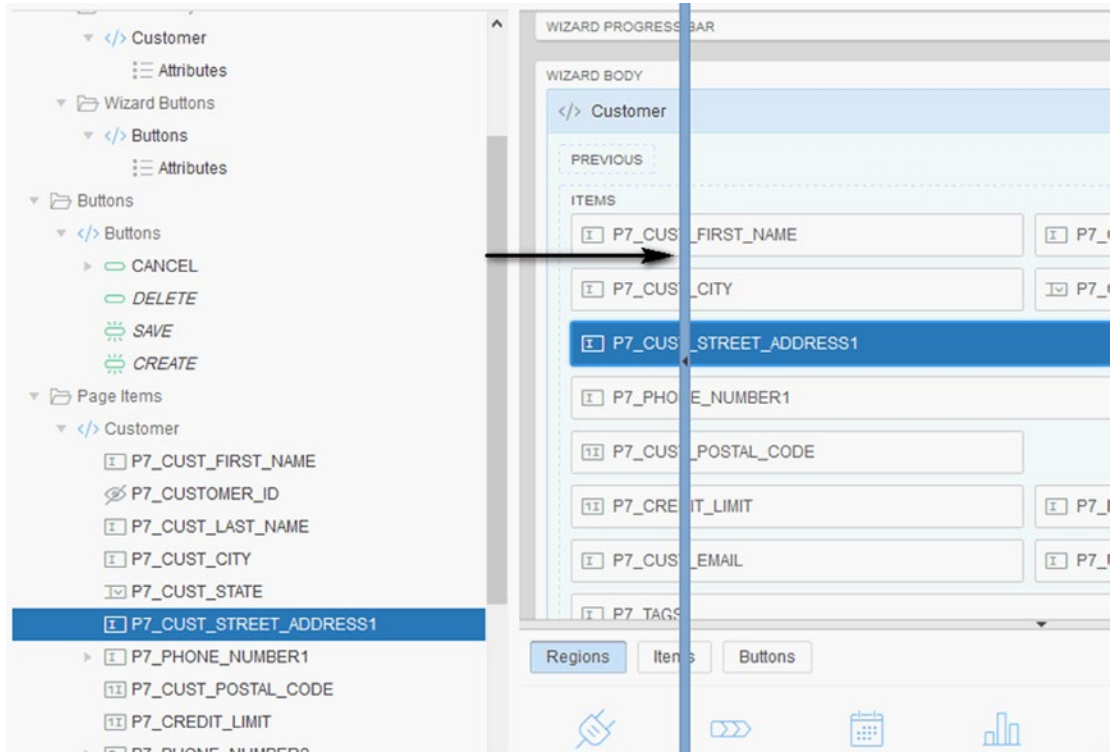 Customer
Attributes
Wizard Buttons
Buttons
Attributes
Buttons
Buttons
CANCEL
DELETE
SAVE
CREATE
Page Items
Customer
P7_CUST_FIRST_NAME
P7_CUSTOMER_ID
P7_CUST_LAST_NAME
P7_CUST_CITY
P7_CUST_STATE
P7_CUST_STREET_ADDRESS1
P7_PHONE_NUMBER1
P7_CUST_POSTAL_CODE
P7_CREDIT_LIMIT
WIZARD PROGRESS BAR
WIZARD BODY
Customer
PREVIOUS
ITEMS
P7_CUST_FIRST_NAME
P7_CUST_CITY
P7_CUST_STREET_ADDRESS1
P7_PHONE_NUMBER1
P7_CUST_POSTAL_CODE
P7_CREDIT_LIMIT
P7_CUST_EMAIL
P7_TAGS
Regions Items Buttons